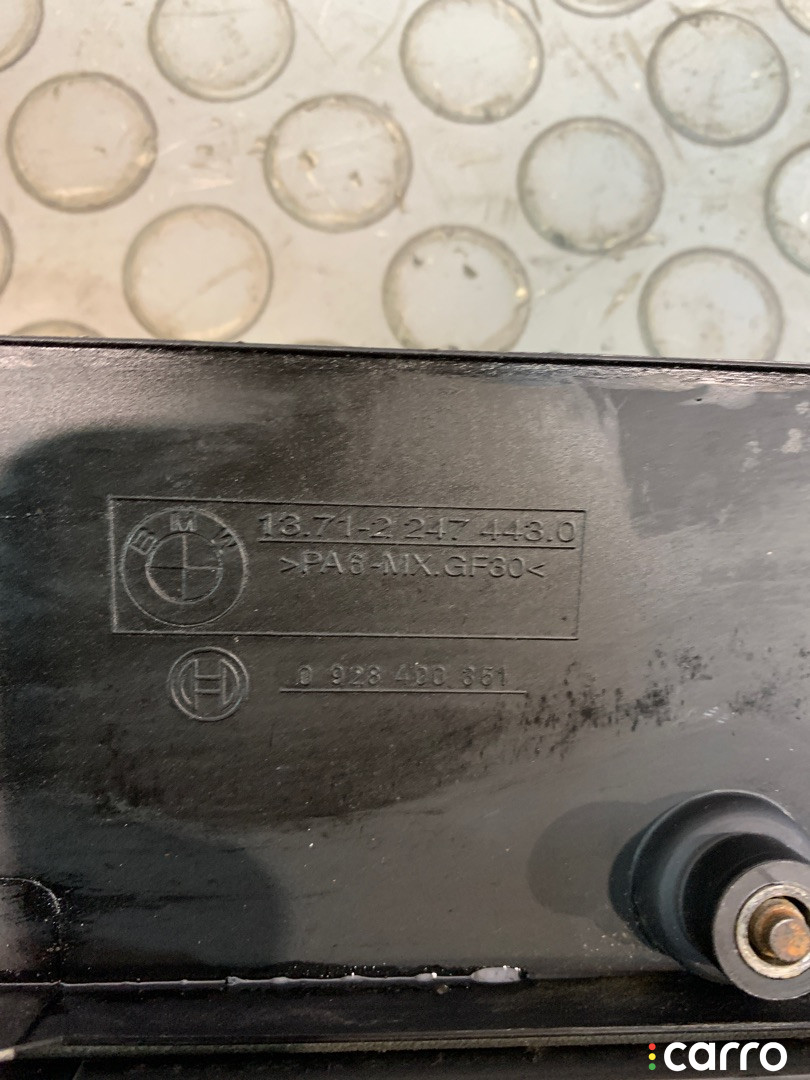 BMW
13.71-2 247 443.0
>PA6-MX.GF30<
0 928 400 351
carro